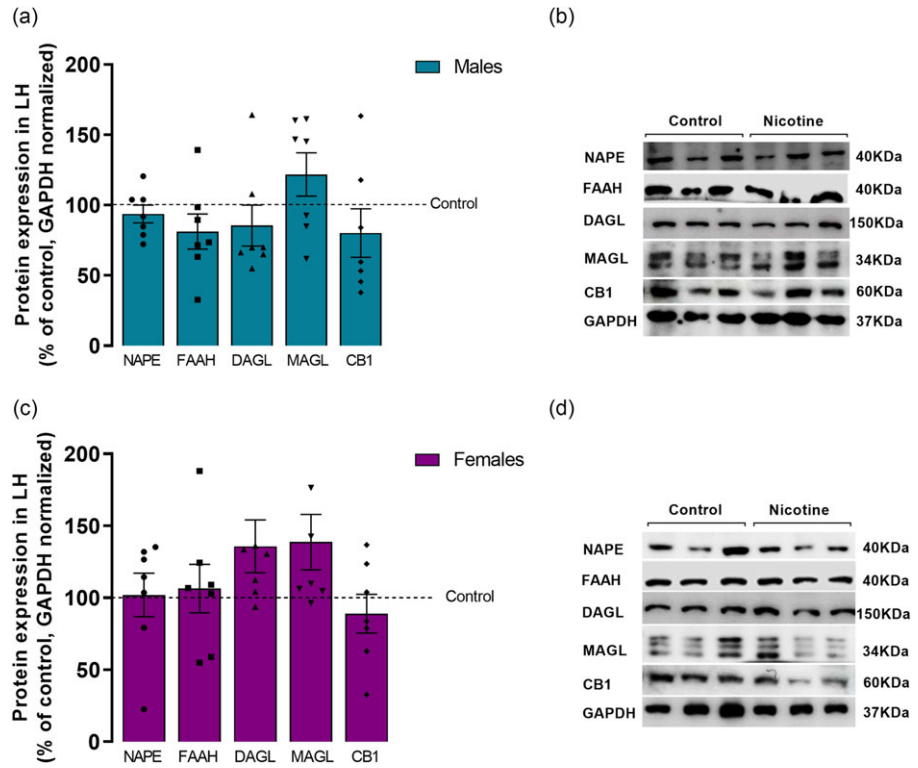 (a)
Protein expression in LH
(% of control, GAPDH normalized)
200
150
100
50
0
Males
Control
NAPE FAAH DAGL MAGL CB1
(b)
Control Nicotine
NAPE 40KDa
FAAH 40KDa
DAGL 150KDa
MAGL 34KDa
CB1 60KDa
GAPDH 37KDa
(c)
Protein expression in LH
(% of control, GAPDH normalized)
200
150
100
50
0
Females
Control
NAPE FAAH DAGL MAGL CB1
(d)
Control Nicotine
NAPE 40KDa
FAAH 40KDa
DAGL 150KDa
MAGL 34KDa
CB1 60KDa
GAPDH 37KDa